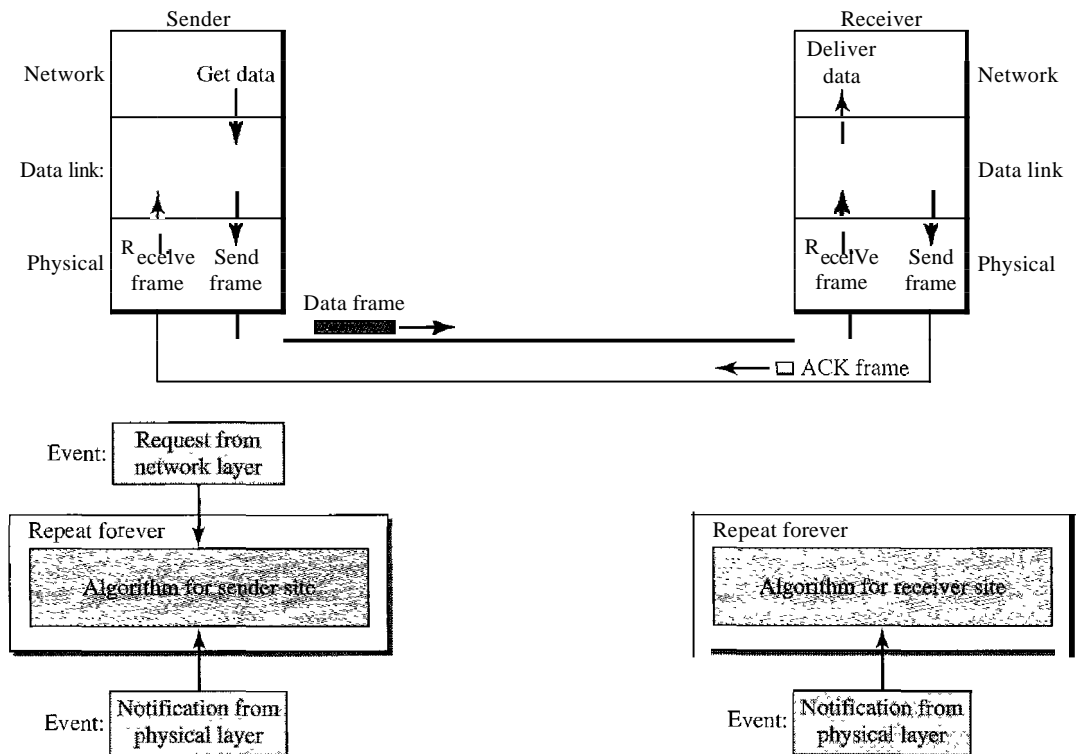 Sender
Receiver
Network
Get data
Deliver
data
Network
Data link:
Data link
Physical
Receive
frame
Send
frame
ReceiVe
frame
Send
frame
Physical
Data frame
ACK frame
Event:
Request from
network layer
Repeat forever
Algorithm for sender site
Repeat forever
Algorithm for receiver site
Event:
Notification from
physical layer
Event:
Notification from
physical layer